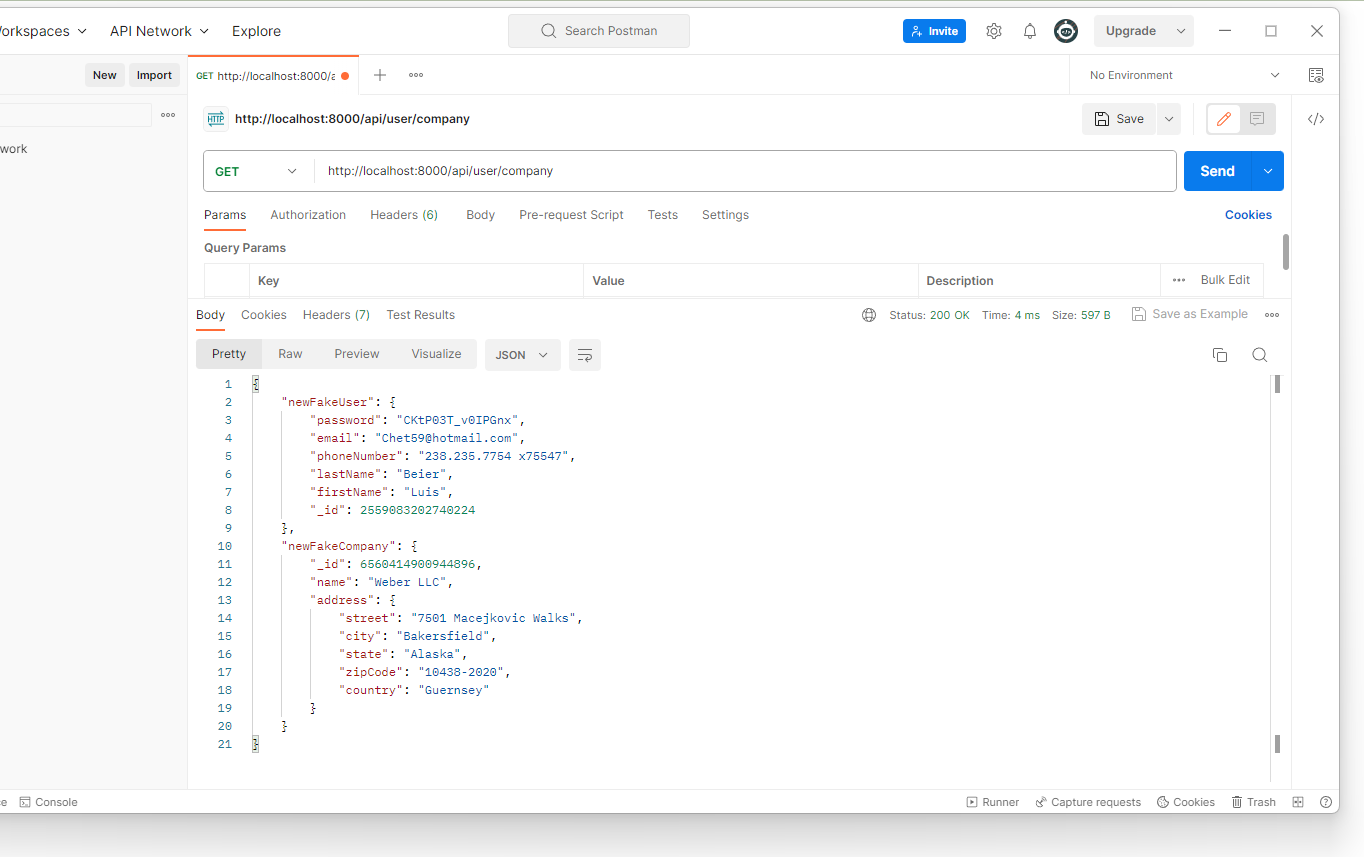 orkspaces API Network Explore Search Postman Invite Upgrade
New Import GET http://localhost:8000/a No Environment
HTTP http://localhost:8000/api/user/company Save
work
GET http://localhost:8000/api/user/company Send
Params Authorization Headers (6) Body Pre-request Script Tests Settings Cookies
Query Params
Key Value Description Bulk Edit
Body Cookies Headers (7) Test Results Status: 200 OK Time: 4 ms Size: 597 B Save as Example
Pretty Raw Preview Visualize JSON
1 {
2 "newFakeUser": {
3 "password": "CKtP03T_v0IPGnx",
4 "email": "Chet59@hotmail.com",
5 "phoneNumber": "238.235.7754 x75547",
6 "lastName": "Beier",
7 "firstName": "Luis",
8 "_id": 2559083202740224
9 },
10 "newFakeCompany": {
11 "_id": 6560414900944896,
12 "name": "Weber LLC",
13 "address": {
14 "street": "7501 Macejkovic Walks",
15 "city": "Bakersfield",
16 "state": "Alaska",
17 "zipCode": "10438-2020",
18 "country": "Guernsey"
19 }
20 }
21 }
ce Console Runner Capture requests Cookies Trash